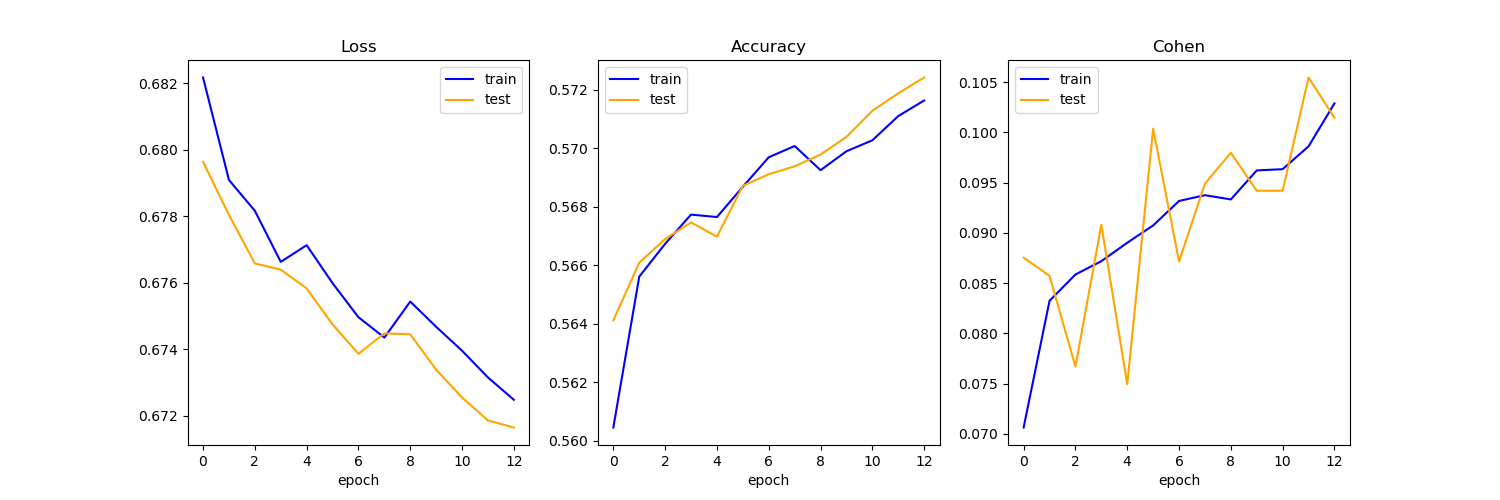 Loss
0.682
0.680
0.678
0.676
0.674
0.672
0 2 4 6 8 10 12
epoch
train
test
Accuracy
0.572
0.570
0.568
0.566
0.564
0.562
0.560
0 2 4 6 8 10 12
epoch
train
test
Cohen
0.105
0.100
0.095
0.090
0.085
0.080
0.075
0.070
0 2 4 6 8 10 12
epoch
train
test